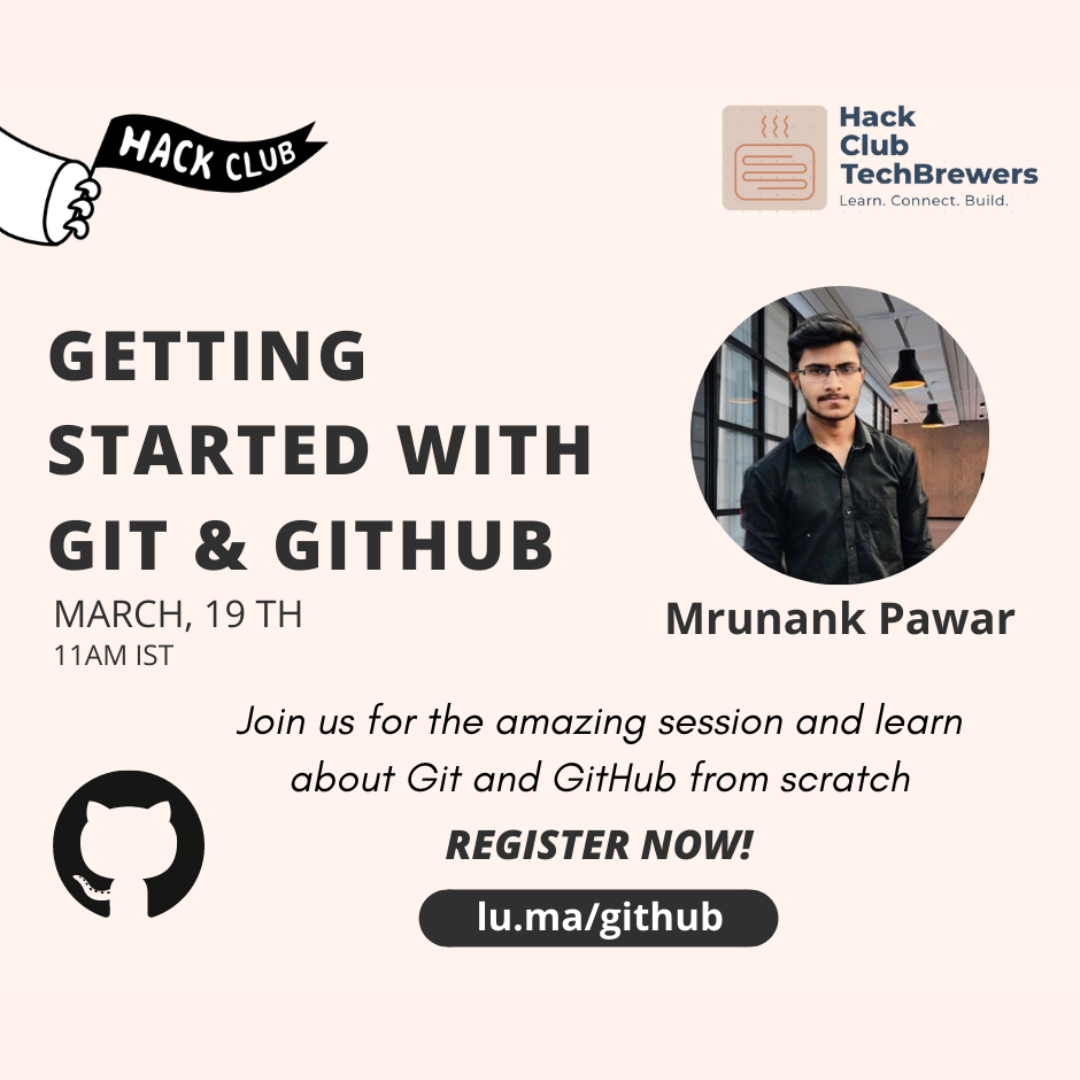 HACK CLUB
Hack
Club
TechBrewers
Learn. Connect. Build.
GETTING
STARTED WITH
GIT & GITHUB
MARCH, 19 TH
11AM IST
Mrunank Pawar
Join us for the amazing session and learn
about Git and GitHub from scratch
REGISTER NOW!
lu.ma/github